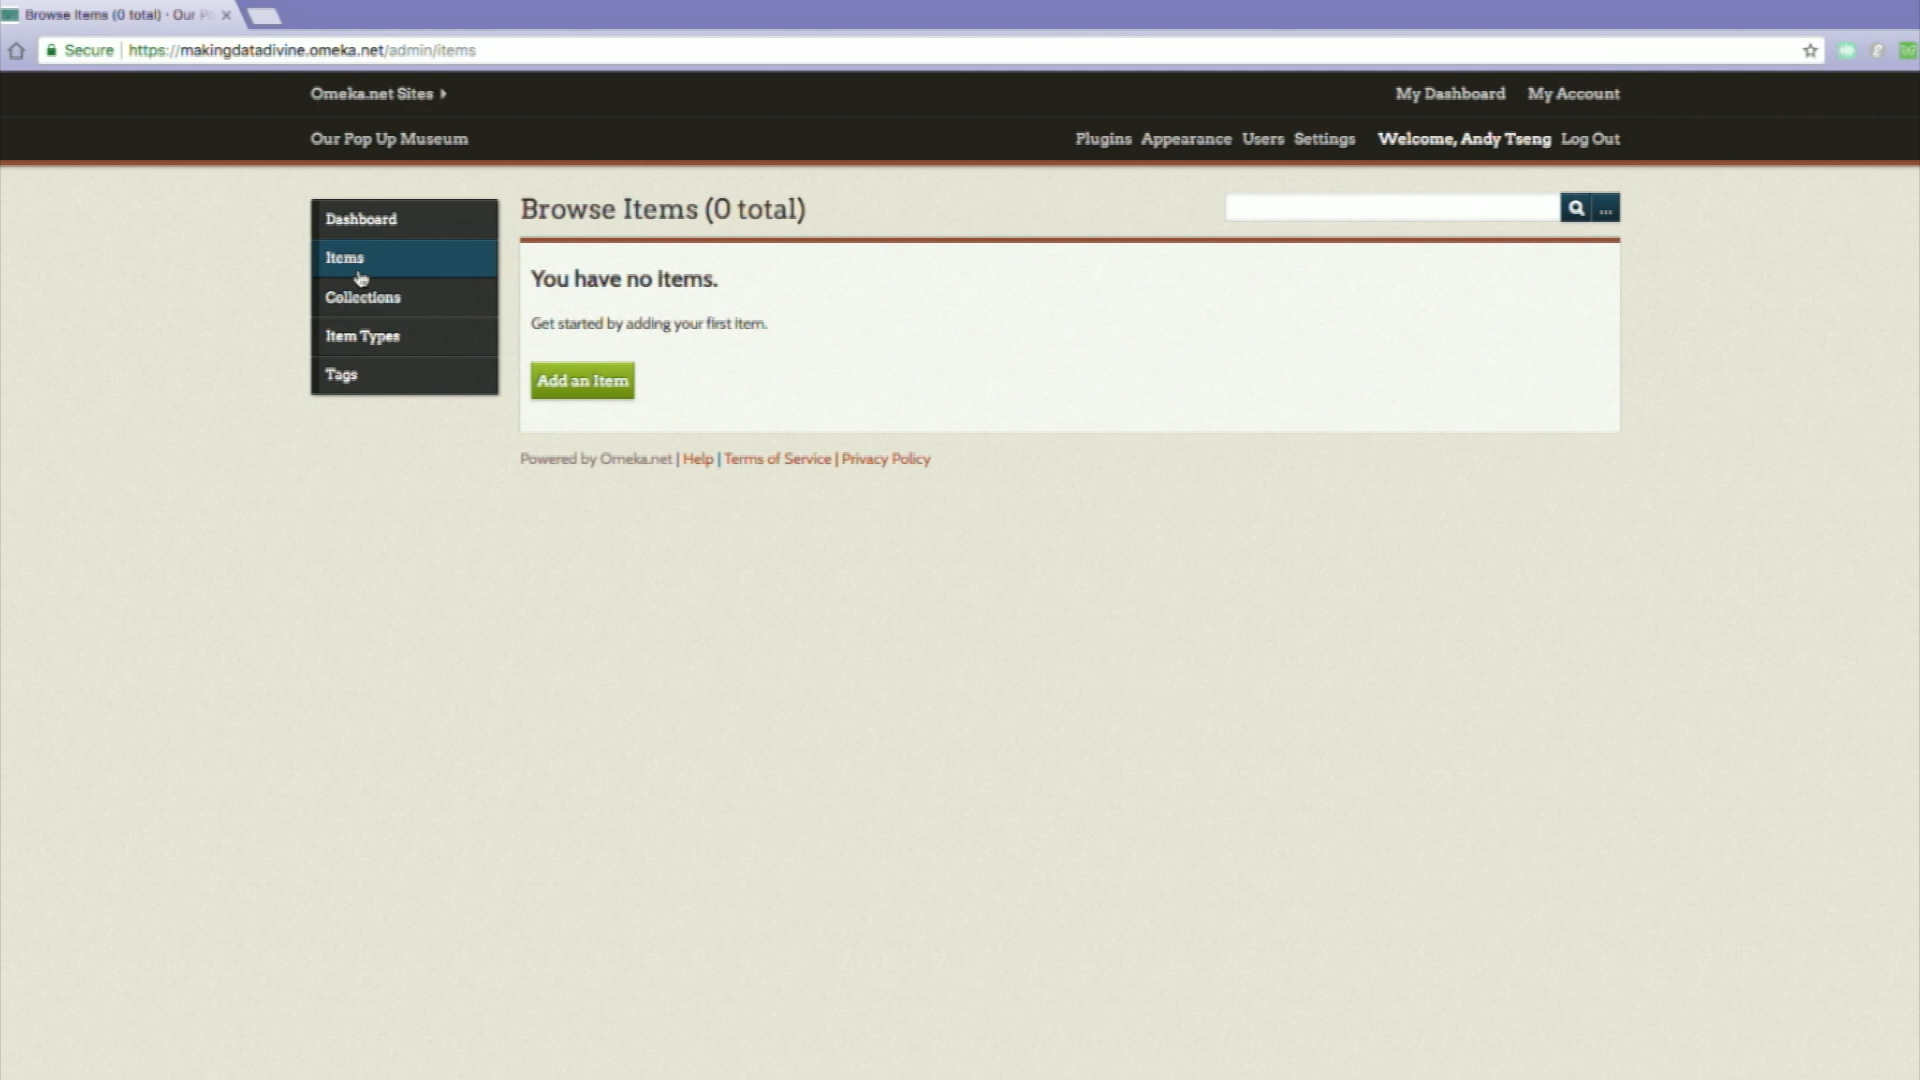 Browse Items (0 total) · Our Po
Secure https://makingdatadivine.omeka.net/admin/items
Omeka.net Sites
My Dashboard My Account
Our Pop Up Museum
Plugins Appearance Users Settings Welcome, Andy Tseng Log Out
Dashboard
Items
Collections
Item Types
Tags
Browse Items (0 total)
...
You have no items.
Get started by adding your first item.
Add an Item
Powered by Omeka.net | Help | Terms of Service | Privacy Policy